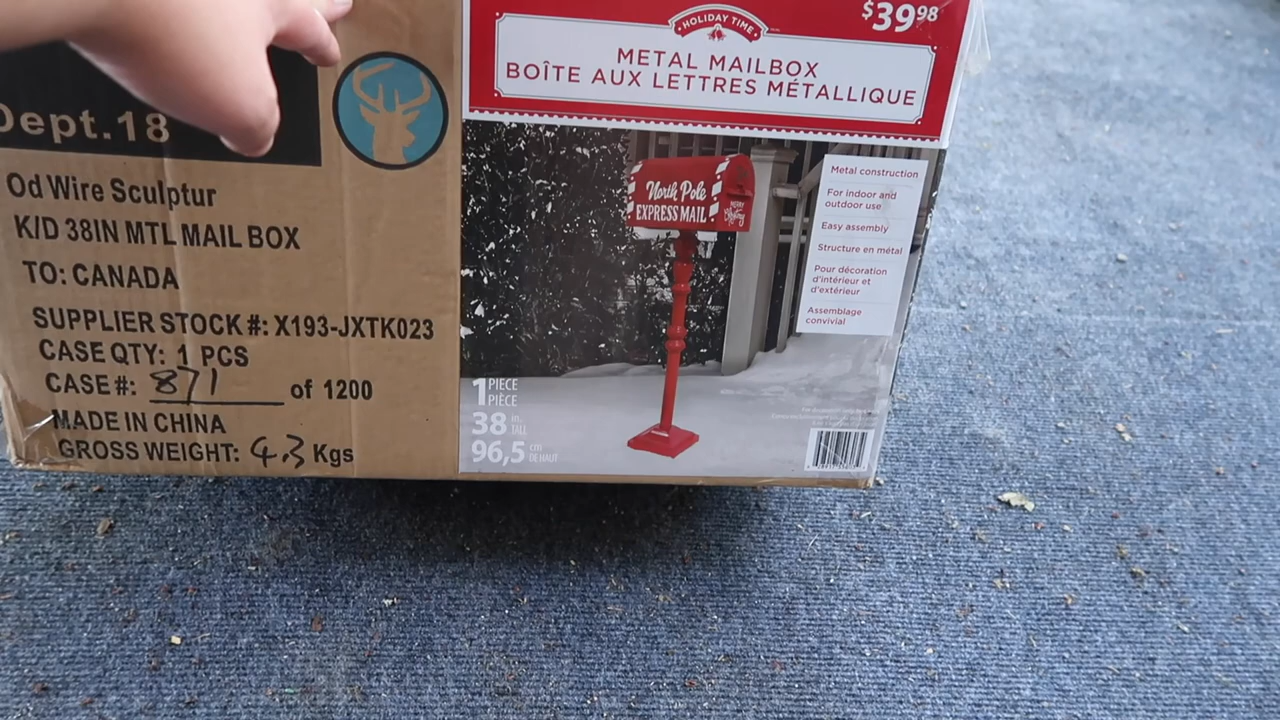 Dept.18
Od Wire Sculptur
K/D 38IN MTL MAIL BOX
TO: CANADA
SUPPLIER STOCK #: X193-JXTK023
CASE QTY: 1 PCS
CASE#: 871 of 1200
MADE IN CHINA
GROSS WEIGHT: 4.3 Kgs
HOLIDAY TIME
$3998
METAL MAILBOX
BOÎTE AUX LETTRES MÉTALLIQUE
North Pole
EXPRESS MAIL
MERRY
Metal construction
For indoor and
outdoor use
Easy assembly
Structure en métal
Pour décoration
d'intérieur et
d'extérieur
Assemblage
convivial
1 PIECE
PIÈCE
38 in.
TALL
96,5 cm
DE HAUT